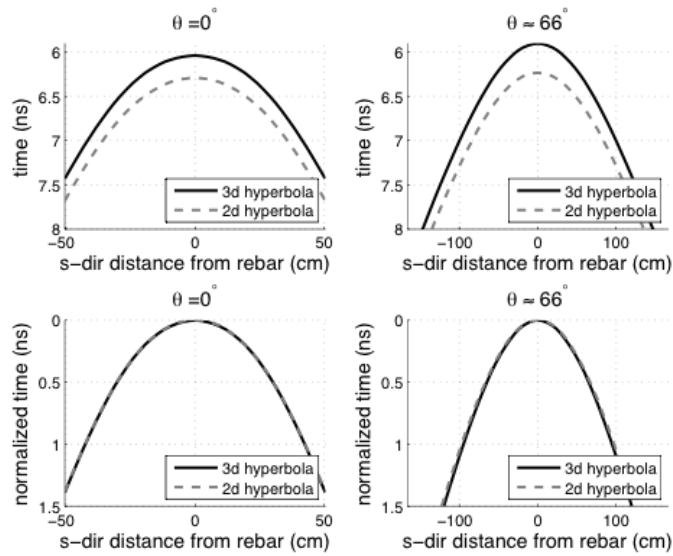 θ =0°
6
6.5
7
7.5
8
time (ns)
3d hyperbola
2d hyperbola
−50 0 50
s−dir distance from rebar (cm)
θ ≈ 66°
6
6.5
7
7.5
8
time (ns)
3d hyperbola
2d hyperbola
−100 0 100
s−dir distance from rebar (cm)
θ =0°
0
0.5
1
1.5
normalized time (ns)
3d hyperbola
2d hyperbola
−50 0 50
s−dir distance from rebar (cm)
θ ≈ 66°
0
0.5
1
1.5
normalized time (ns)
3d hyperbola
2d hyperbola
−100 0 100
s−dir distance from rebar (cm)